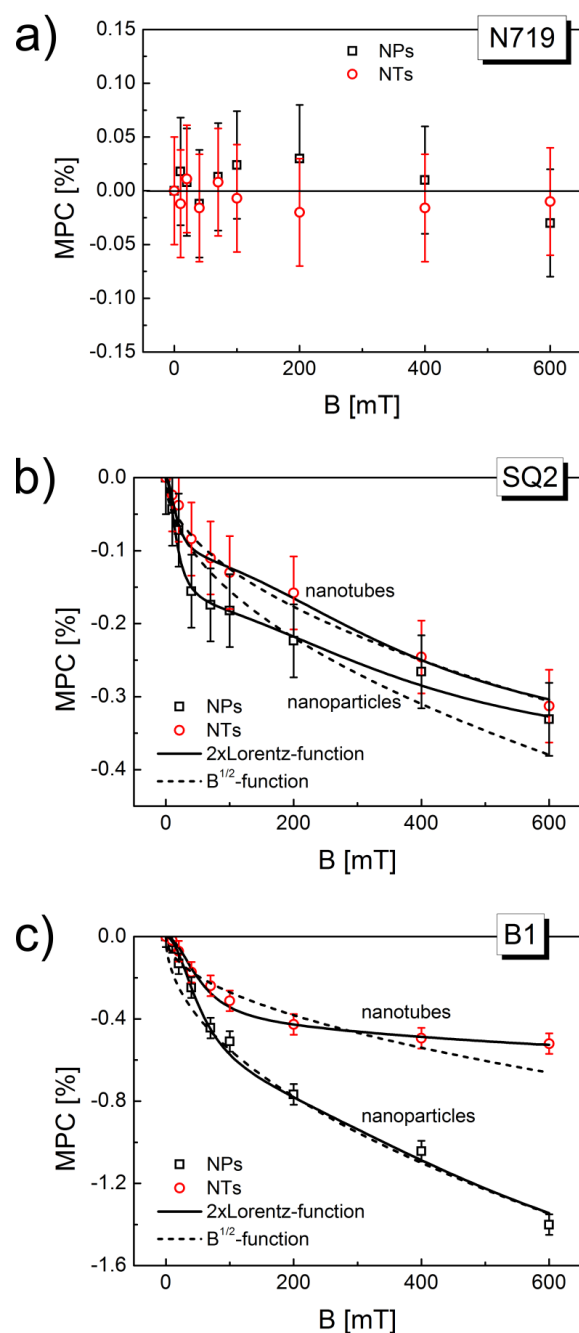 a)
N719
NPs
NTs
MPC [%]
0.15
0.10
0.05
0.00
-0.05
-0.10
-0.15
0 200 400 600
B [mT]
b)
SQ2
MPC [%]
0.0
-0.1
-0.2
-0.3
-0.4
nanotubes
nanoparticles
NPs
NTs
2xLorentz-function
B^{1/2}-function
0 200 400 600
B [mT]
c)
B1
MPC [%]
0.0
-0.4
-0.8
-1.2
-1.6
nanotubes
nanoparticles
NPs
NTs
2xLorentz-function
B^{1/2}-function
0 200 400 600
B [mT]